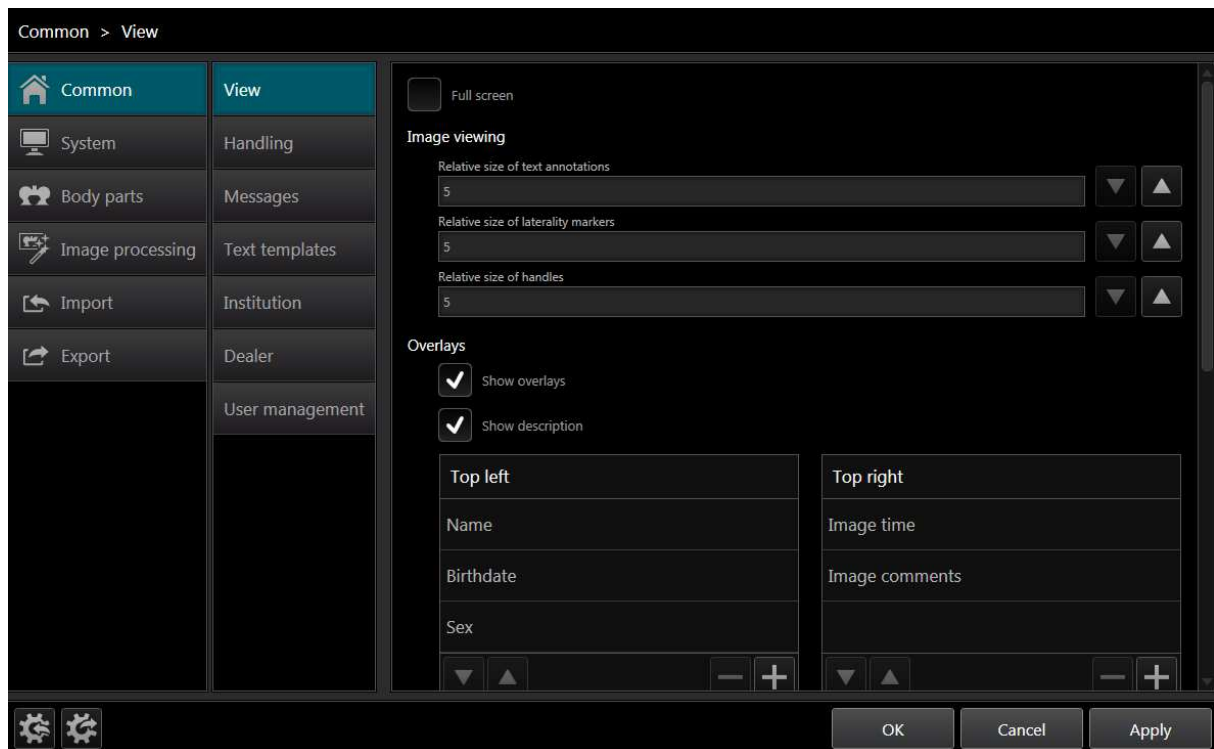 Common > View
Common
System
Body parts
Image processing
Import
Export
View
Handling
Messages
Text templates
Institution
Dealer
User management
Full screen
Image viewing
Relative size of text annotations
5
Relative size of laterality markers
5
Relative size of handles
5
Overlays
Show overlays
Show description
Top left
Name
Birthdate
Sex
Top right
Image time
Image comments
OK
Cancel
Apply